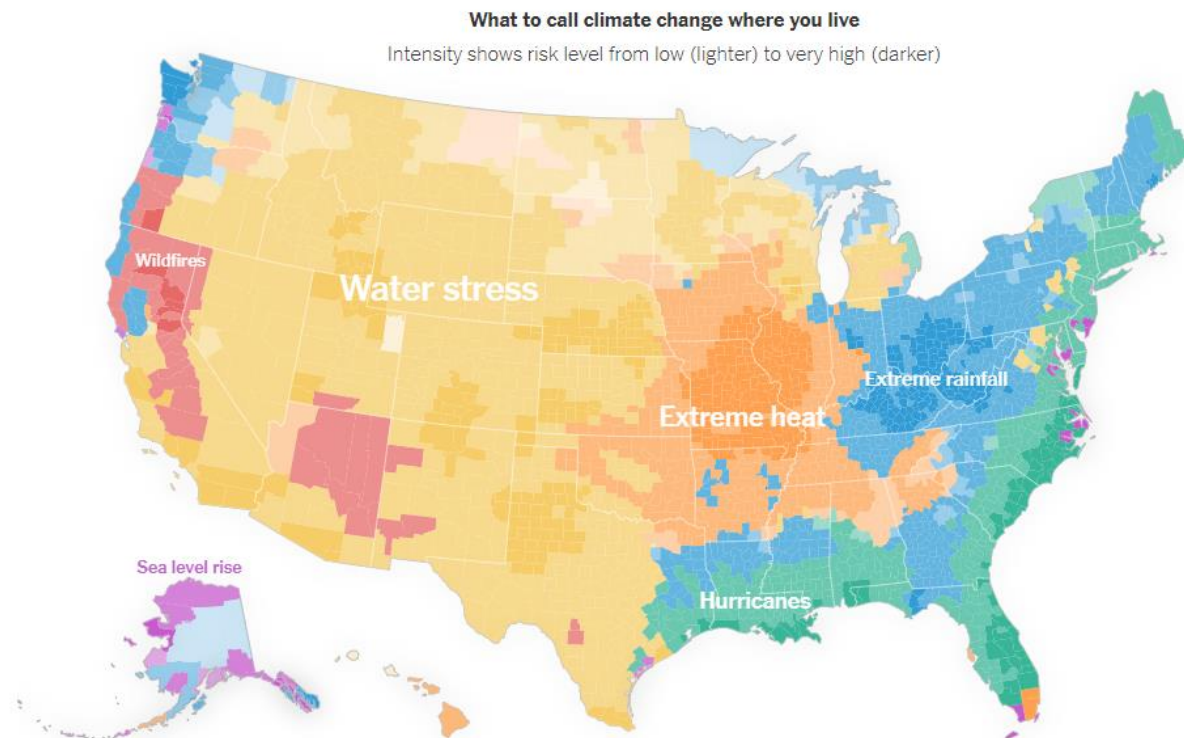 What to call climate change where you live
Intensity shows risk level from low (lighter) to very high (darker)
Wildfires
Water stress
Extreme rainfall
Extreme heat
Sea level rise
Hurricanes